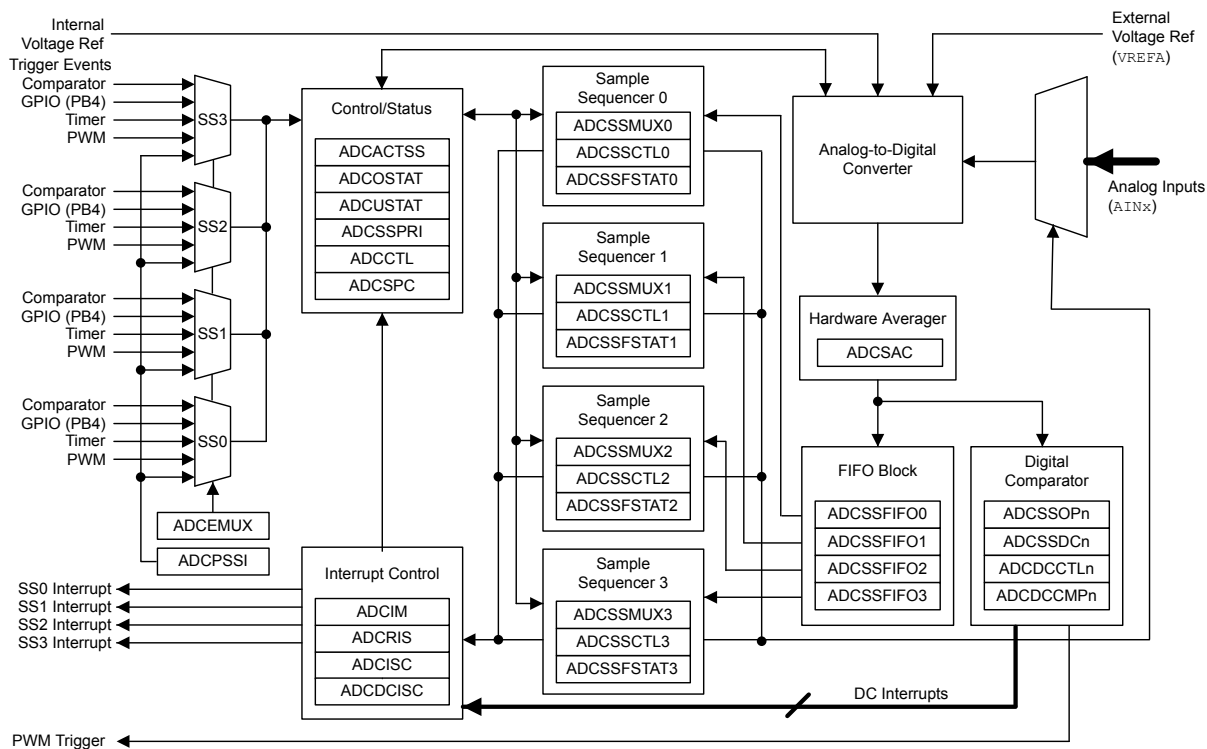 Internal
Voltage Ref
External
Voltage Ref
(VREFA)
Trigger Events
Comparator
GPIO (PB4)
Timer
PWM
SS3
Comparator
GPIO (PB4)
Timer
PWM
SS2
Comparator
GPIO (PB4)
Timer
PWM
SS1
Comparator
GPIO (PB4)
Timer
PWM
SS0
ADCEMUX
ADCPSSI
Control/Status
ADCACTSS
ADCOSTAT
ADCUSTAT
ADCSSPRI
ADCCTL
ADCSPC
Interrupt Control
ADCIM
ADCRIS
ADCISC
ADCDCISC
SS0 Interrupt
SS1 Interrupt
SS2 Interrupt
SS3 Interrupt
PWM Trigger
Sample
Sequencer 0
ADCSSMUX0
ADCSSCTL0
ADCSSFSTAT0
Sample
Sequencer 1
ADCSSMUX1
ADCSSCTL1
ADCSSFSTAT1
Sample
Sequencer 2
ADCSSMUX2
ADCSSCTL2
ADCSSFSTAT2
Sample
Sequencer 3
ADCSSMUX3
ADCSSCTL3
ADCSSFSTAT3
Analog-to-Digital
Converter
Analog Inputs
(AINx)
Hardware Averager
ADCSAC
FIFO Block
ADCSSFIFO0
ADCSSFIFO1
ADCSSFIFO2
ADCSSFIFO3
Digital
Comparator
ADCSSOPn
ADCSSDCn
ADCDCCTLn
ADCDCCMPn
DC Interrupts